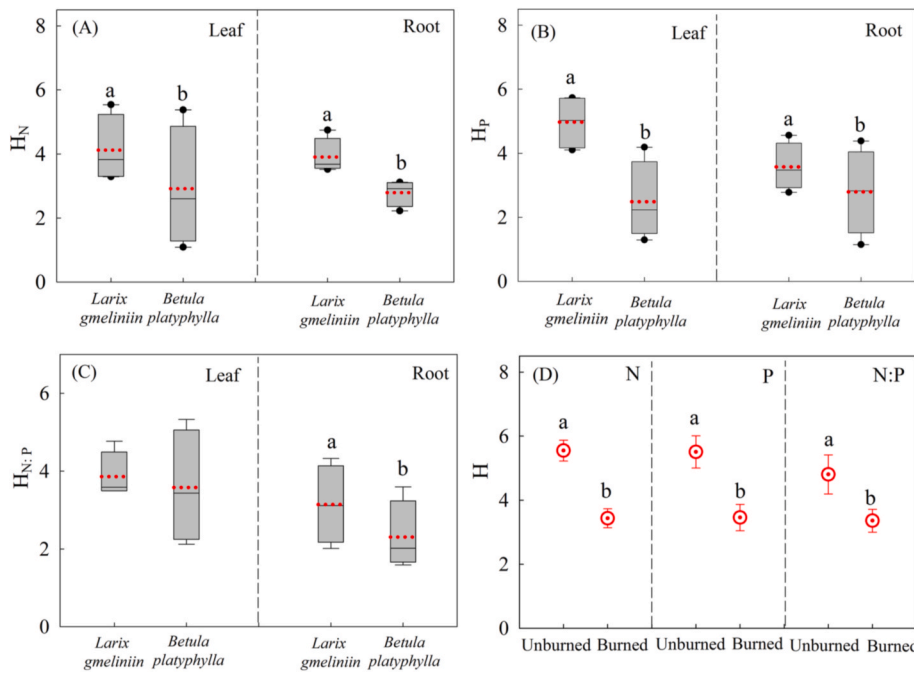 (A) Leaf Root
8
6
4
2
0
H_N
a b a b
Larix Betula Larix Betula
gmeliniin platyphylla gmeliniin platyphylla
(B) Leaf Root
8
6
4
2
0
H_P
a b a b
Larix Betula Larix Betula
gmeliniin platyphylla gmeliniin platyphylla
(C) Leaf Root
6
4
2
0
H_N: P
a b
Larix Betula Larix Betula
gmeliniin platyphylla gmeliniin platyphylla
(D) N P N:P
8
6
4
2
0
H
a b a b a b
Unburned Burned Unburned Burned Unburned Burned